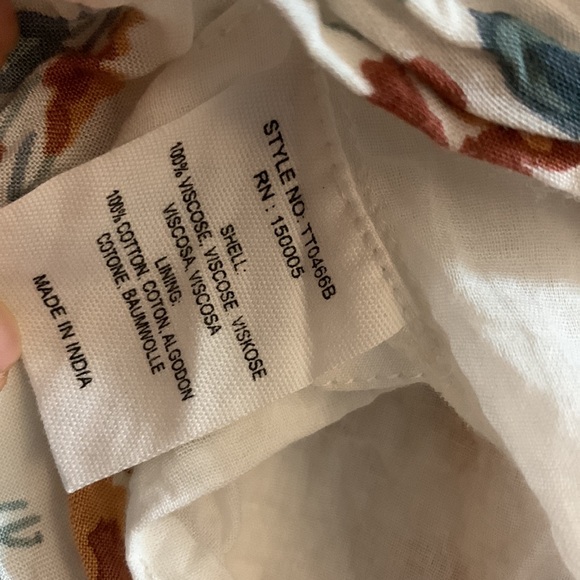 STYLE NO: TT0466B
RN : 150005
SHELL:
100% VISCOSE, VISCOSE, VISKOSE
VISCOSA, VISCOSA
LINING:
100% COTTON, COTON, ALGODON
COTONE, BAUMWOLLE
MADE IN INDIA